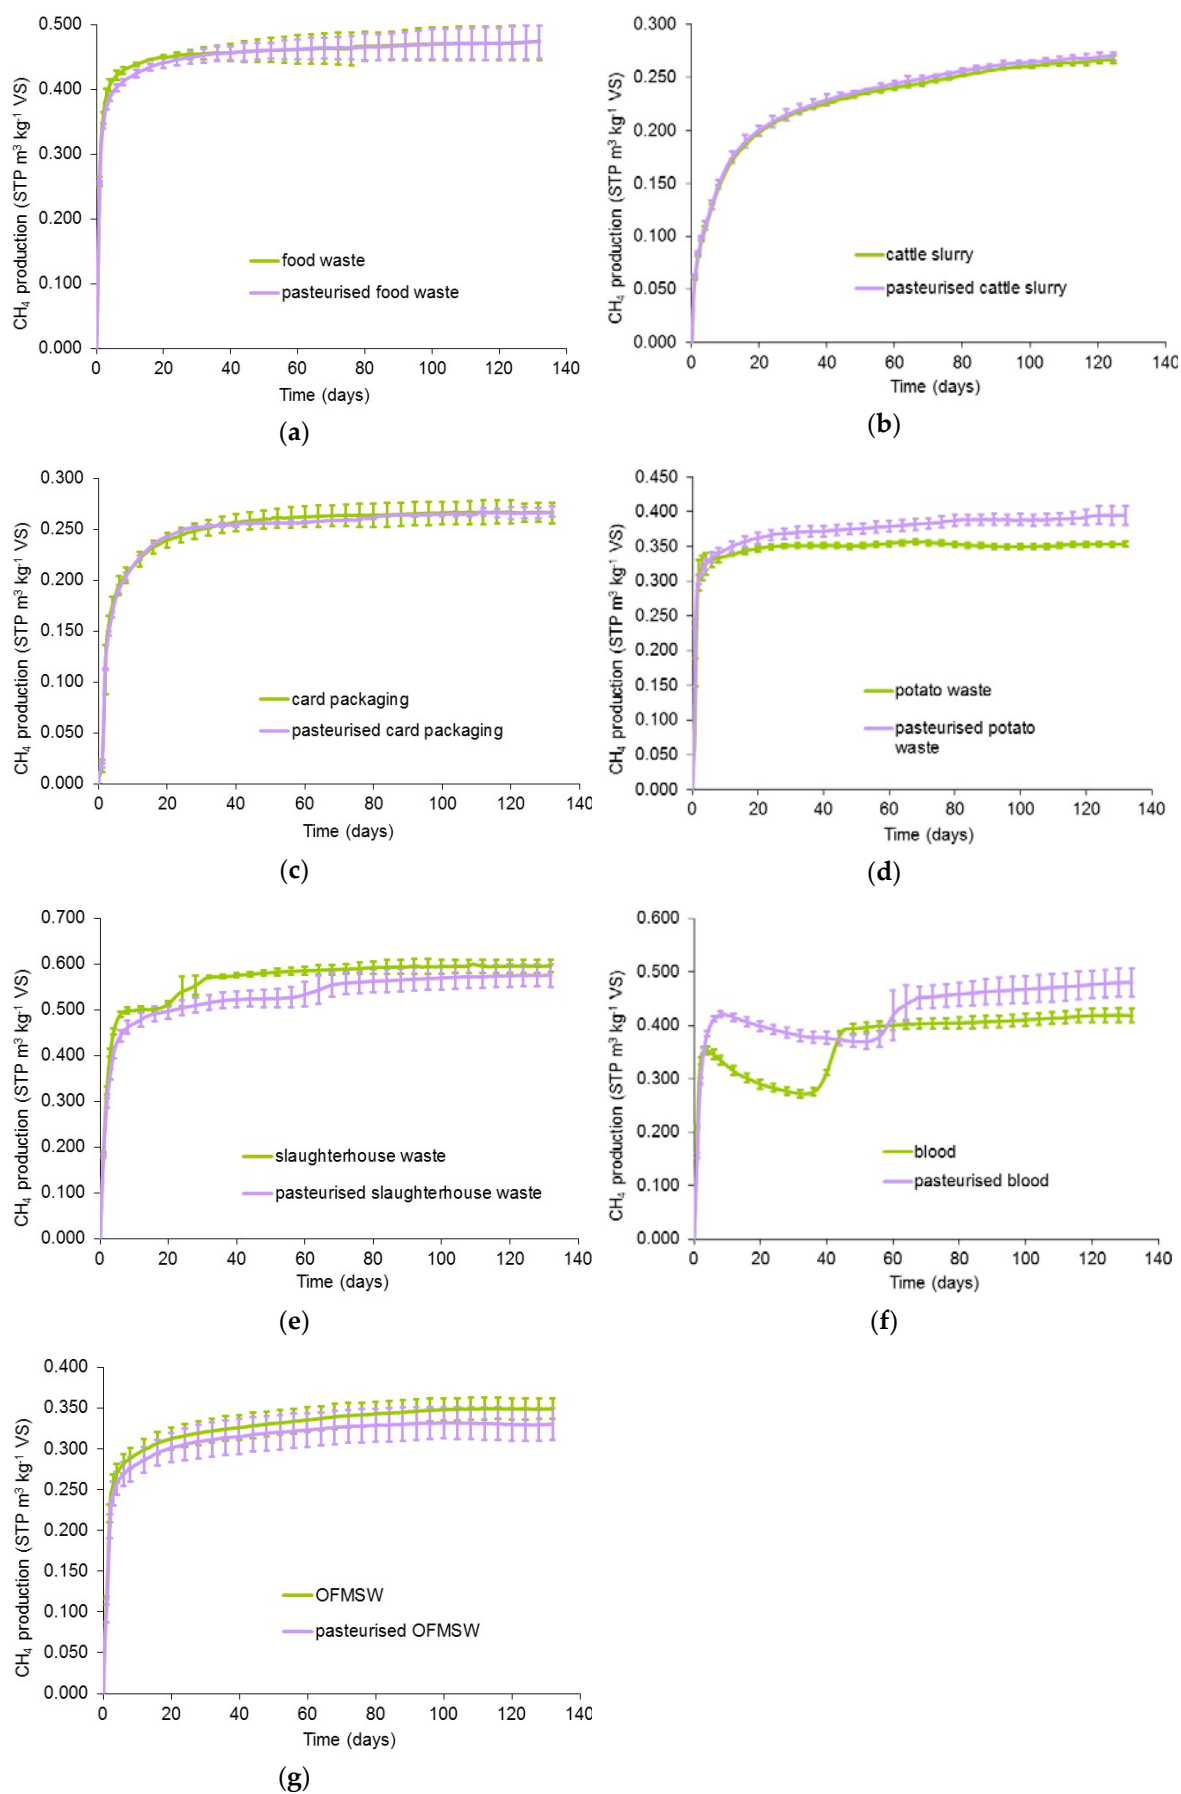 CH4 production (STP m3 kg-1 VS)
0.500
0.400
0.300
0.200
0.100
0.000
food waste
pasteurised food waste
0 20 40 60 80 100 120 140
Time (days)
(a)
CH4 production (STP m3 kg-1 VS)
0.300
0.250
0.200
0.150
0.100
0.050
0.000
cattle slurry
pasteurised cattle slurry
0 20 40 60 80 100 120 140
Time (days)
(b)
CH4 production (STP m3 kg-1 VS)
0.300
0.250
0.200
0.150
0.100
0.050
0.000
card packaging
pasteurised card packaging
0 20 40 60 80 100 120 140
Time (days)
(c)
CH4 production (STP m3 kg-1 VS)
0.450
0.400
0.350
0.300
0.250
0.200
0.150
0.100
0.050
0.000
potato waste
pasteurised potato
waste
0 20 40 60 80 100 120 140
Time (days)
(d)
CH4 production (STP m3 kg-1 VS)
0.700
0.600
0.500
0.400
0.300
0.200
0.100
0.000
slaughterhouse waste
pasteurised slaughterhouse waste
0 20 40 60 80 100 120 140
Time (days)
(e)
CH4 production (STP m3 kg-1 VS)
0.600
0.500
0.400
0.300
0.200
0.100
0.000
blood
pasteurised blood
0 20 40 60 80 100 120 140
Time (days)
(f)
CH4 production (STP m3 kg-1 VS)
0.400
0.350
0.300
0.250
0.200
0.150
0.100
0.050
0.000
OFMSW
pasteurised OFMSW
0 20 40 60 80 100 120 140
Time (days)
(g)